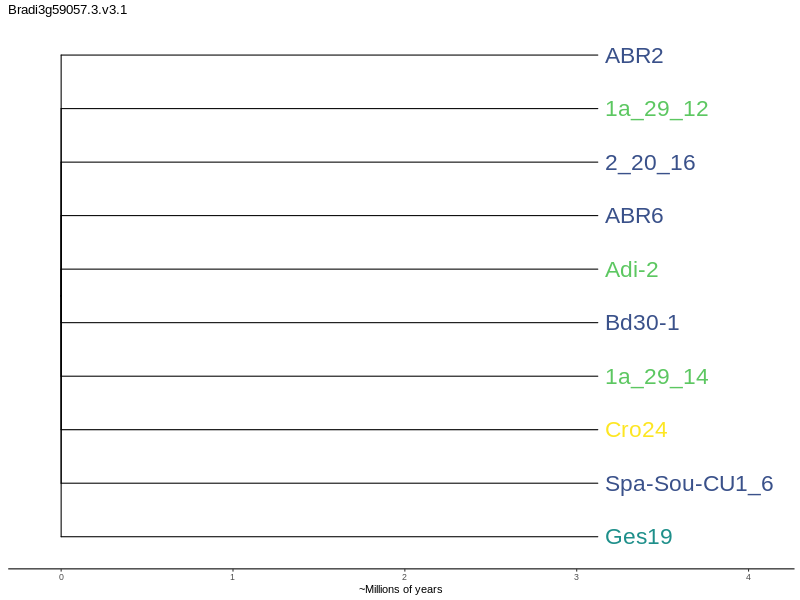 Bradi3g59057.3.v3.1
ABR2
1a_29_12
2_20_16
ABR6
Adi-2
Bd30-1
1a_29_14
Cro24
Spa-Sou-CU1_6
Ges19
0 1 2 3 4
~Millions of years